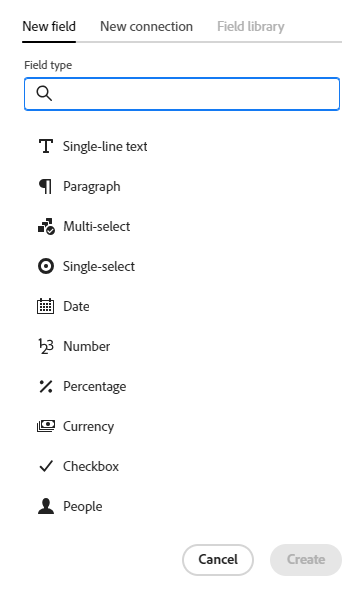 New field New connection Field library
Field type
Single-line text
Paragraph
Multi-select
Single-select
Date
Number
Percentage
Currency
Checkbox
People
Cancel Create